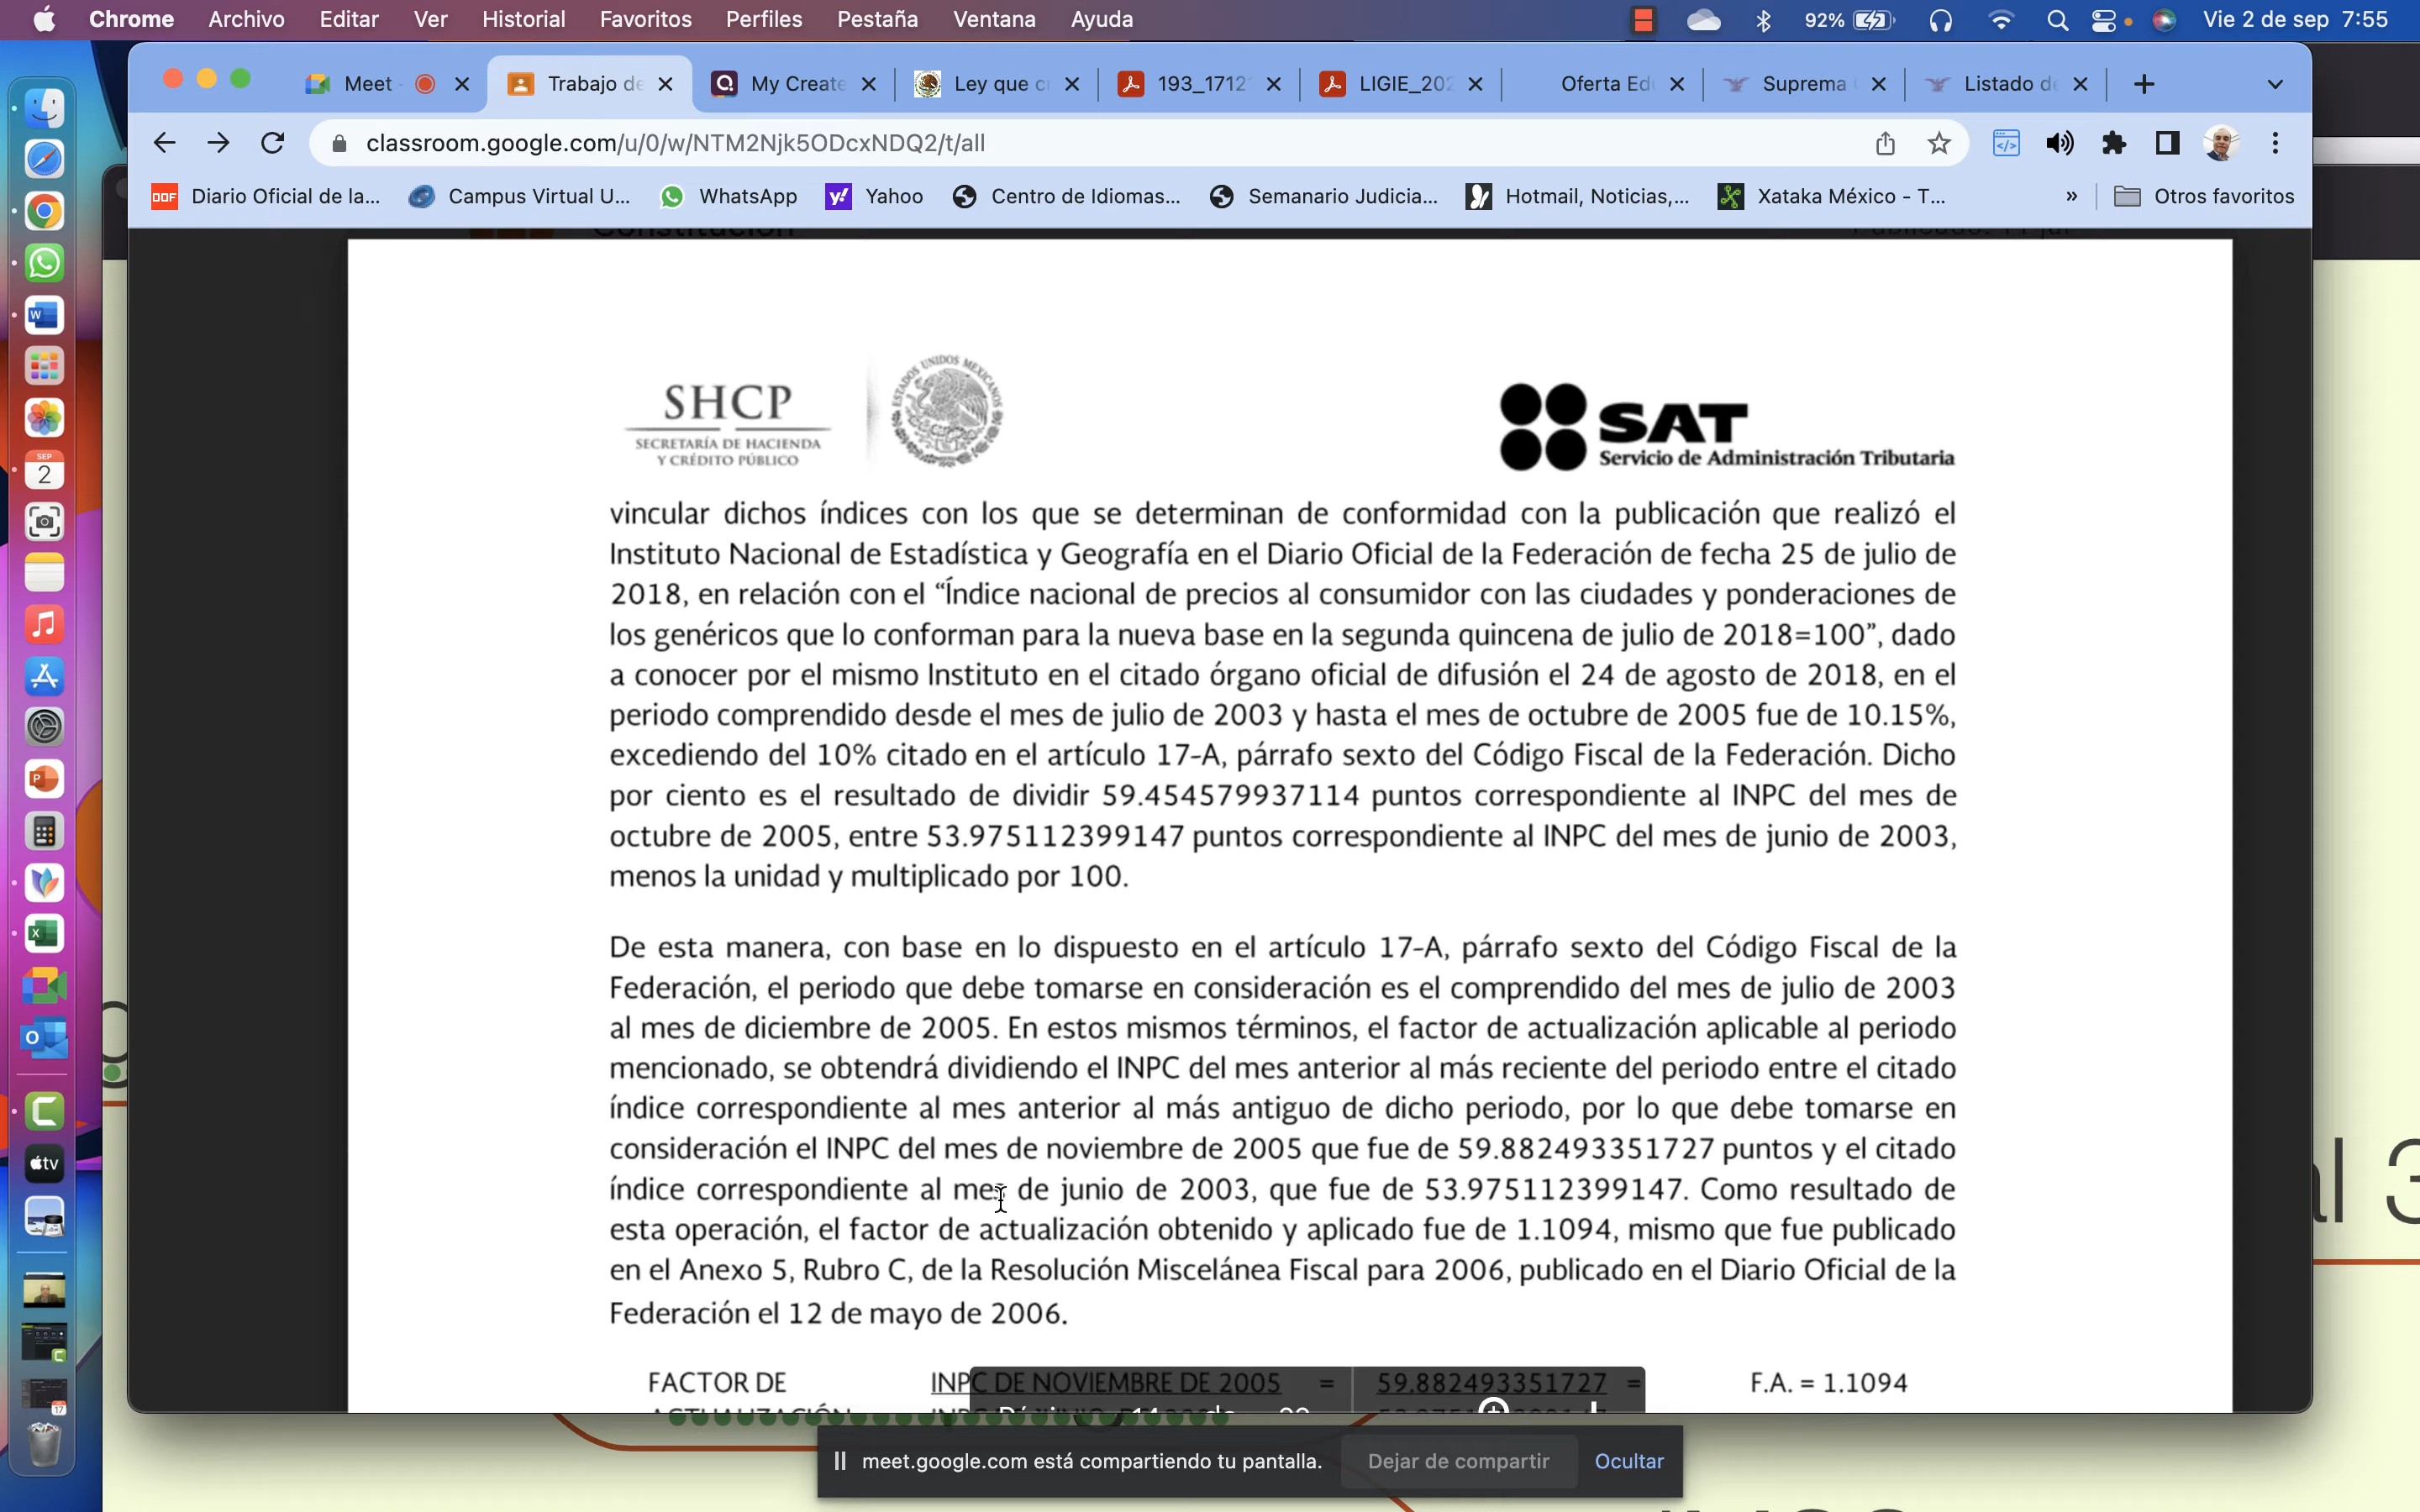 Chrome Archivo Editar Ver Historial Favoritos Perfiles Pestaña Ventana Ayuda 92% Vie 2 de sep 7:55
Meet - Trabajo de My Create Ley que c 193_1712 LIGIE_202 Oferta Edu Suprema Listado de
classroom.google.com/u/0/w/NTM2Njk5ODcxNDQ2/t/all
DOF Diario Oficial de la... Campus Virtual U... WhatsApp Yahoo Centro de Idiomas... Semanario Judicia... Hotmail, Noticias,... Xataka México - T... » Otros favoritos
SHCP
SECRETARÍA DE HACIENDA
Y CRÉDITO PÚBLICO
ESTADOS UNIDOS MEXICANOS
SAT
Servicio de Administración Tributaria
vincular dichos índices con los que se determinan de conformidad con la publicación que realizó el
Instituto Nacional de Estadística y Geografía en el Diario Oficial de la Federación de fecha 25 de julio de
2018, en relación con el “Índice nacional de precios al consumidor con las ciudades y ponderaciones de
los genéricos que lo conforman para la nueva base en la segunda quincena de julio de 2018=100”, dado
a conocer por el mismo Instituto en el citado órgano oficial de difusión el 24 de agosto de 2018, en el
periodo comprendido desde el mes de julio de 2003 y hasta el mes de octubre de 2005 fue de 10.15%,
excediendo del 10% citado en el artículo 17-A, párrafo sexto del Código Fiscal de la Federación. Dicho
por ciento es el resultado de dividir 59.454579937114 puntos correspondiente al INPC del mes de
octubre de 2005, entre 53.975112399147 puntos correspondiente al INPC del mes de junio de 2003,
menos la unidad y multiplicado por 100.
De esta manera, con base en lo dispuesto en el artículo 17-A, párrafo sexto del Código Fiscal de la
Federación, el periodo que debe tomarse en consideración es el comprendido del mes de julio de 2003
al mes de diciembre de 2005. En estos mismos términos, el factor de actualización aplicable al periodo
mencionado, se obtendrá dividiendo el INPC del mes anterior al más reciente del periodo entre el citado
índice correspondiente al mes anterior al más antiguo de dicho periodo, por lo que debe tomarse en
consideración el INPC del mes de noviembre de 2005 que fue de 59.882493351727 puntos y el citado
índice correspondiente al mes de junio de 2003, que fue de 53.975112399147. Como resultado de
esta operación, el factor de actualización obtenido y aplicado fue de 1.1094, mismo que fue publicado
en el Anexo 5, Rubro C, de la Resolución Miscelánea Fiscal para 2006, publicado en el Diario Oficial de la
Federación el 12 de mayo de 2006.
FACTOR DE INPC DE NOVIEMBRE DE 2005 = 59.882493351727 = F.A. = 1.1094
al 3
meet.google.com está compartiendo tu pantalla. Dejar de compartir Ocultar
SEP
2
tv
17